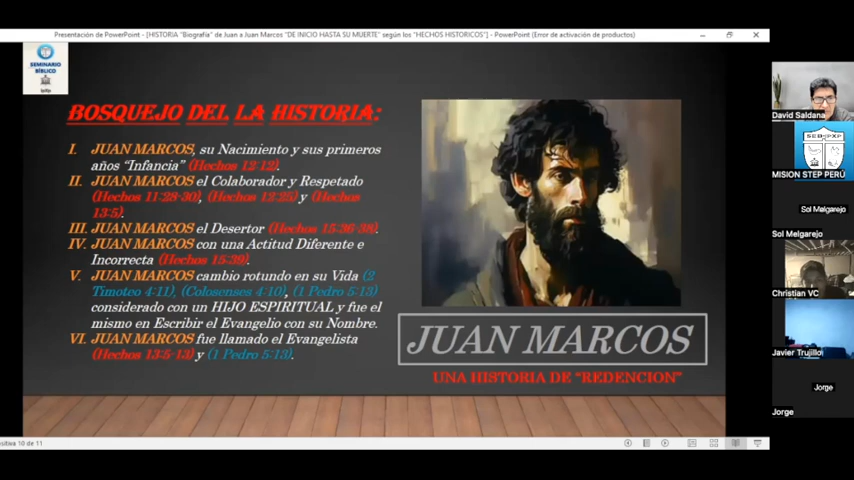 Presentación de PowerPoint - [HISTORIA "Biografía" de Juan a Juan Marcos "DE INICIO HASTA SU MUERTE" según los "HECHOS HISTORICOS"] - PowerPoint (Error de activación de productos)
SEMINARIO
BÍBLICO
BOSQUEJO DEL LA HISTORIA:
I. JUAN MARCOS, su Nacimiento y sus primeros
años "Infancia" (Hechos 12:12).
II. JUAN MARCOS el Colaborador y Respetado
(Hechos 11:28-30), (Hechos 12:25) y (Hechos
13:5).
III. JUAN MARCOS el Desertor (Hechos 15:36-38).
IV. JUAN MARCOS con una Actitud Diferente e
Incorrecta (Hechos 15:39).
V. JUAN MARCOS cambio rotundo en su Vida (2
Timoteo 4:11), (Colosenses 4:10), (1 Pedro 5:13)
considerado con un HIJO ESPIRITUAL y fue el
mismo en Escribir el Evangelio con su Nombre.
VI. JUAN MARCOS fue llamado el Evangelista
(Hechos 13:5-13) y (1 Pedro 5:13).
JUAN MARCOS
UNA HISTORIA DE "REDENCION"
sitiva 10 de 11
David Saldana
MISION STEP PERÚ
Sol Melgarejo
Sol Melgarejo
Christian VC
Javier Trujillo
Jorge
Jorge